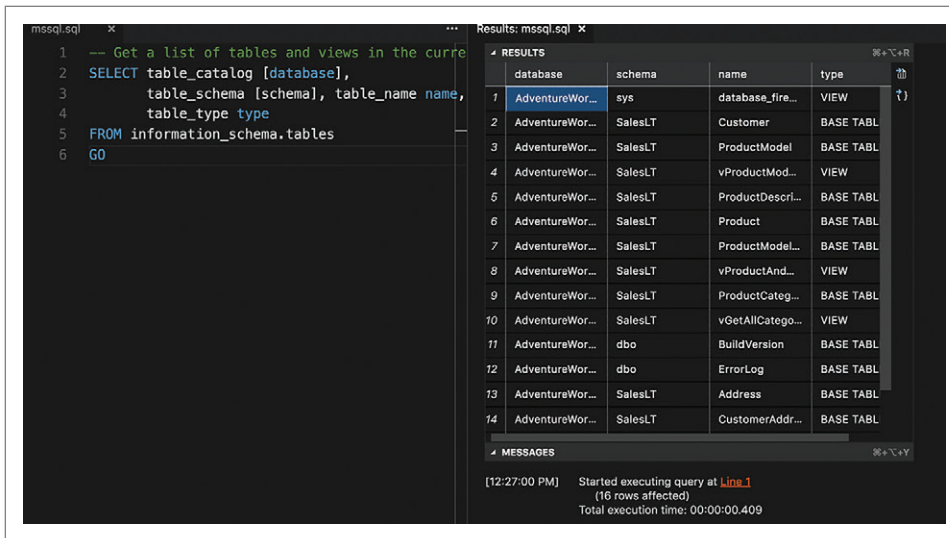 mssql.sql × ··· Results: mssql.sql ×
1 -- Get a list of tables and views in the curre
2 SELECT table_catalog [database],
3 table_schema [schema], table_name name,
4 table_type type
5 FROM information_schema.tables
6 GO
RESULTS ⌘+⌥+R
database schema name type
1 AdventureWor... sys database_fire... VIEW
2 AdventureWor... SalesLT Customer BASE TABL
3 AdventureWor... SalesLT ProductModel BASE TABL
4 AdventureWor... SalesLT vProductMod... VIEW
5 AdventureWor... SalesLT ProductDescri... BASE TABL
6 AdventureWor... SalesLT Product BASE TABL
7 AdventureWor... SalesLT ProductModel... BASE TABL
8 AdventureWor... SalesLT vProductAnd... VIEW
9 AdventureWor... SalesLT ProductCateg... BASE TABL
10 AdventureWor... SalesLT vGetAllCatego... VIEW
11 AdventureWor... dbo BuildVersion BASE TABL
12 AdventureWor... dbo ErrorLog BASE TABL
13 AdventureWor... SalesLT Address BASE TABL
14 AdventureWor... SalesLT CustomerAddr... BASE TABL
MESSAGES ⌘+⌥+Y
[12:27:00 PM] Started executing query at Line 1
(16 rows affected)
Total execution time: 00:00:00.409